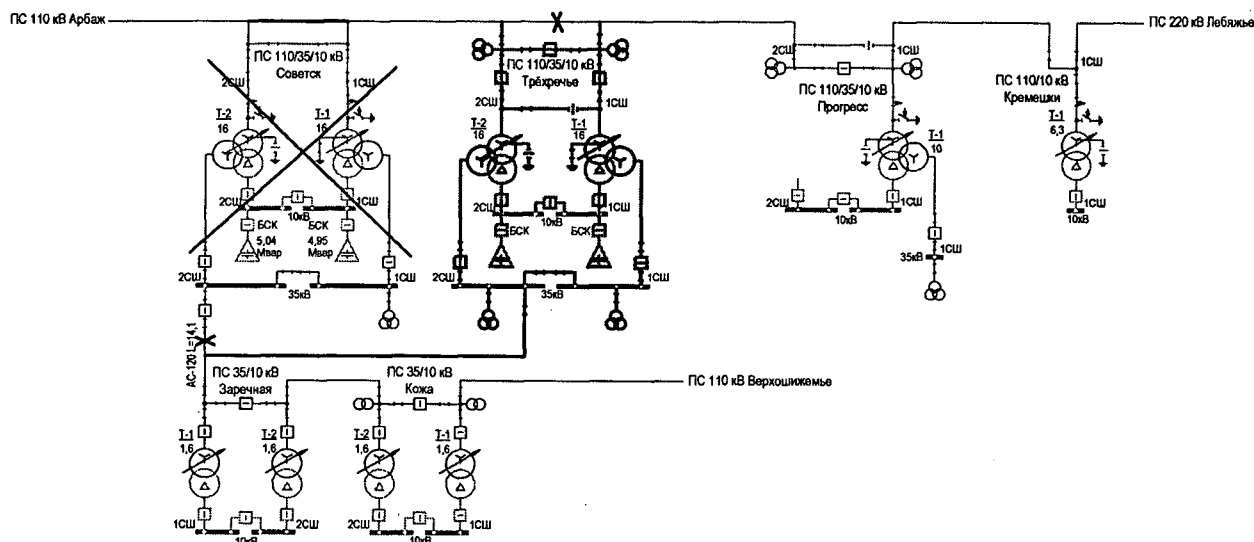 ПС 110 кВ Арбаж
ПС 220 кВ Лебяжье
ПС 110/35/10 кВ
Советск
2СШ
1СШ
Т-2
16
Т-1
16
2СШ
10кВ
1СШ
БСК
5,04
Мвар
БСК
4,95
Мвар
2СШ
35кВ
1СШ
ПС 110/35/10 кВ
Трёхречье
2СШ
1СШ
Т-2
16
Т-1
16
2СШ
10кВ
1СШ
БСК
БСК
2СШ
35кВ
1СШ
2СШ
1СШ
ПС 110/35/10 кВ
Прогресс
Т-1
10
2СШ
10кВ
1СШ
1СШ
35кВ
1СШ
ПС 110/10 кВ
Кремешки
Т-1
6,3
1СШ
10кВ
АС-120 L=14,1
ПС 35/10 кВ
Заречная
ПС 35/10 кВ
Кожа
ПС 110 кВ Верхошижемье
Т-1
1,6
Т-2
1,6
Т-2
1,6
Т-1
1,6
1СШ
10кВ
2СШ
2СШ
10кВ
1СШ